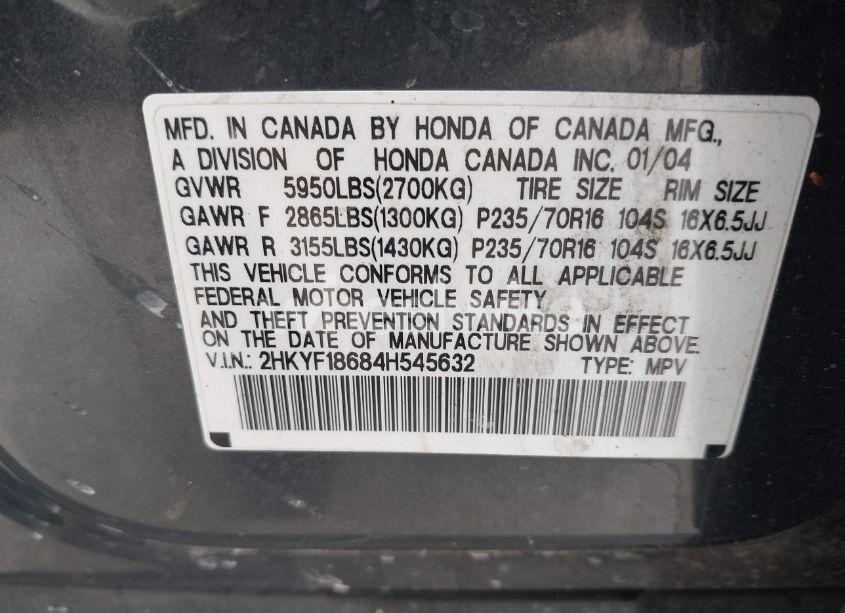 MFD. IN CANADA BY HONDA OF CANADA MFG.,
A DIVISION OF HONDA CANADA INC. 01/04
GVWR 5950LBS(2700KG) TIRE SIZE RIM SIZE
GAWR F 2865LBS(1300KG) P235/70R16 104S 16X6.5JJ
GAWR R 3155LBS(1430KG) P235/70R16 104S 16X6.5JJ
THIS VEHICLE CONFORMS TO ALL APPLICABLE
FEDERAL MOTOR VEHICLE SAFETY
AND THEFT PREVENTION STANDARDS IN EFFECT
ON THE DATE OF MANUFACTURE SHOWN ABOVE.
V.I.N.: 2HKYF18684H545632 TYPE: MPV